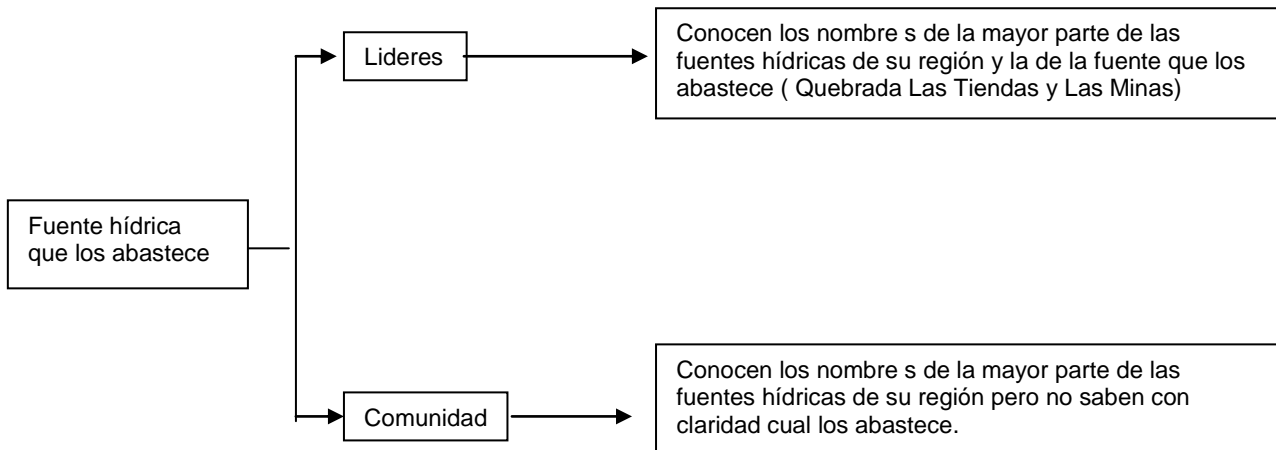 Lideres
Conocen los nombre s de la mayor parte de las
fuentes hídricas de su región y la de la fuente que los
abastece ( Quebrada Las Tiendas y Las Minas)
Fuente hídrica
que los abastece
Comunidad
Conocen los nombre s de la mayor parte de las
fuentes hídricas de su región pero no saben con
claridad cual los abastece.